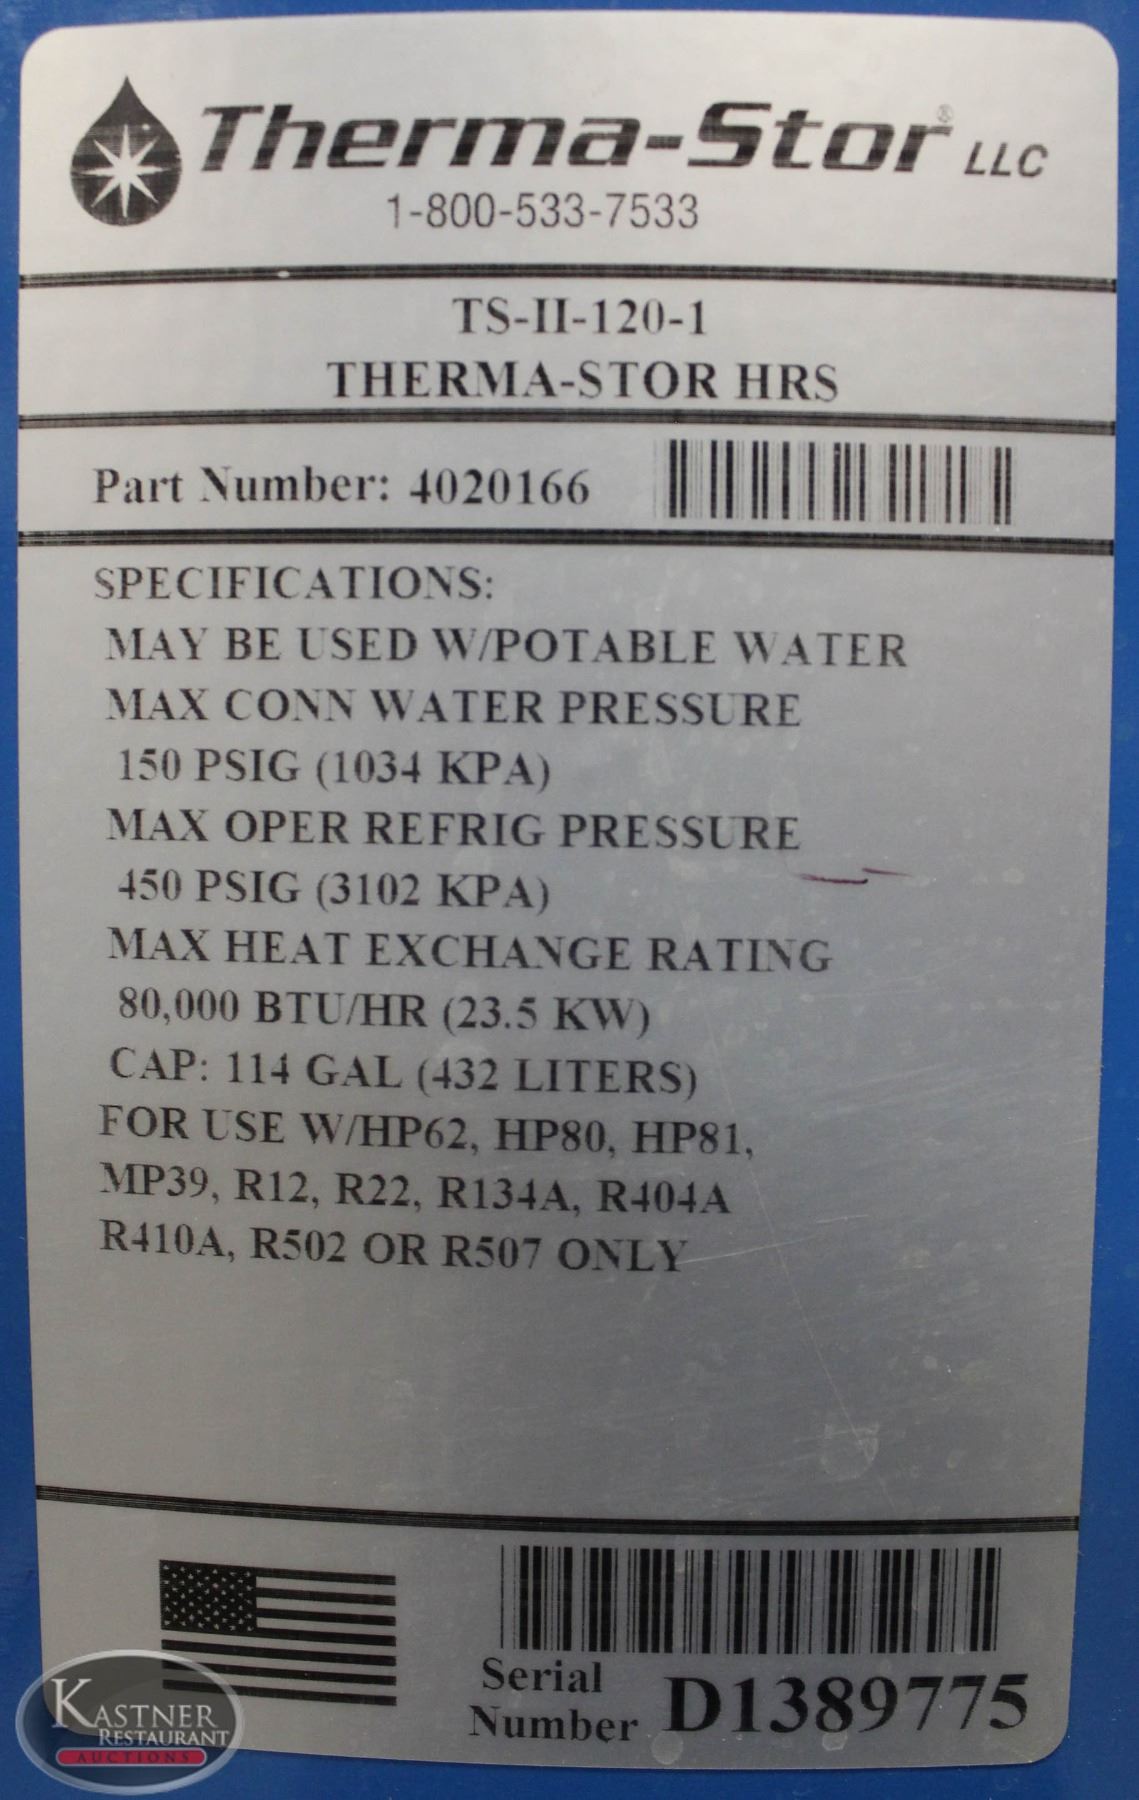 Therma-Stor® LLC
1-800-533-7533
TS-II-120-1
THERMA-STOR HRS
Part Number: 4020166
SPECIFICATIONS:
MAY BE USED W/POTABLE WATER
MAX CONN WATER PRESSURE
150 PSIG (1034 KPA)
MAX OPER REFRIG PRESSURE
450 PSIG (3102 KPA)
MAX HEAT EXCHANGE RATING
80,000 BTU/HR (23.5 KW)
CAP: 114 GAL (432 LITERS)
FOR USE W/HP62, HP80, HP81,
MP39, R12, R22, R134A, R404A
R410A, R502 OR R507 ONLY
Serial
Number D1389775
KASTNER
RESTAURANT
AUCTIONS